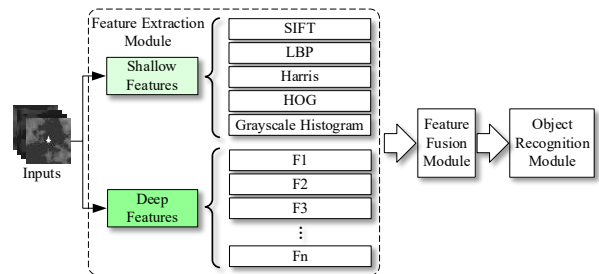 Feature Extraction
Module
Shallow
Features
SIFT
LBP
Harris
HOG
Grayscale Histogram
Inputs
Deep
Features
F1
F2
F3
⋮
Fn
Feature
Fusion
Module
Object
Recognition
Module